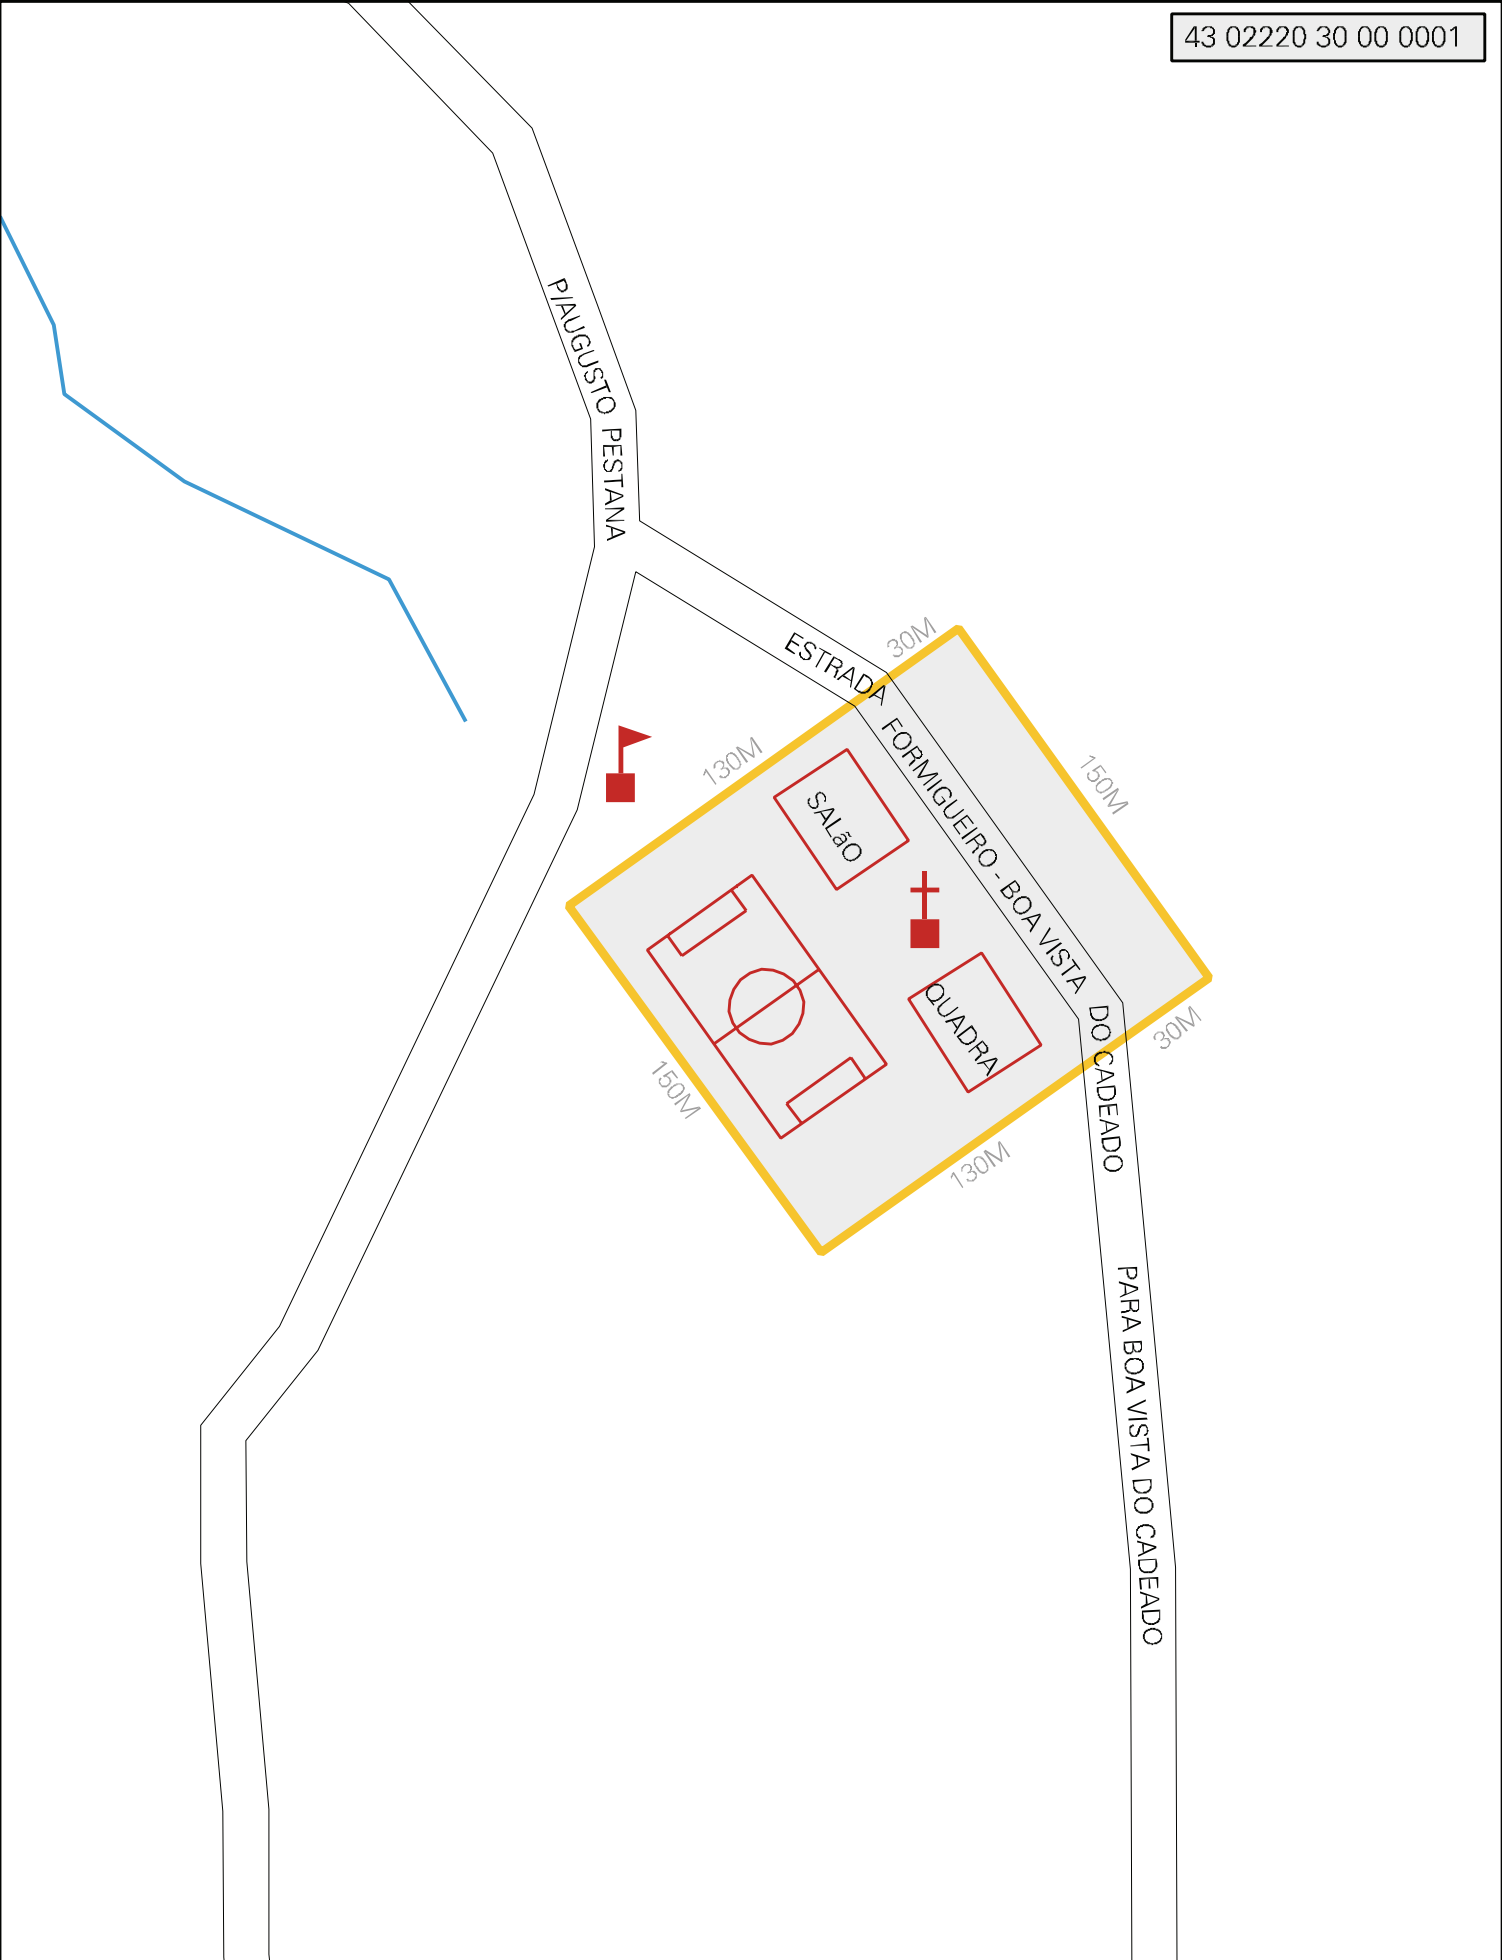 43 02220 30 00 0001
P/AUGUSTO PESTANA
30M
ESTRADA FORMIGUEIRO - BOA VISTA DO CADEADO
130M
150M
SALãO
QUADRA
30M
150M
130M
PARA BOA VISTA DO CADEADO